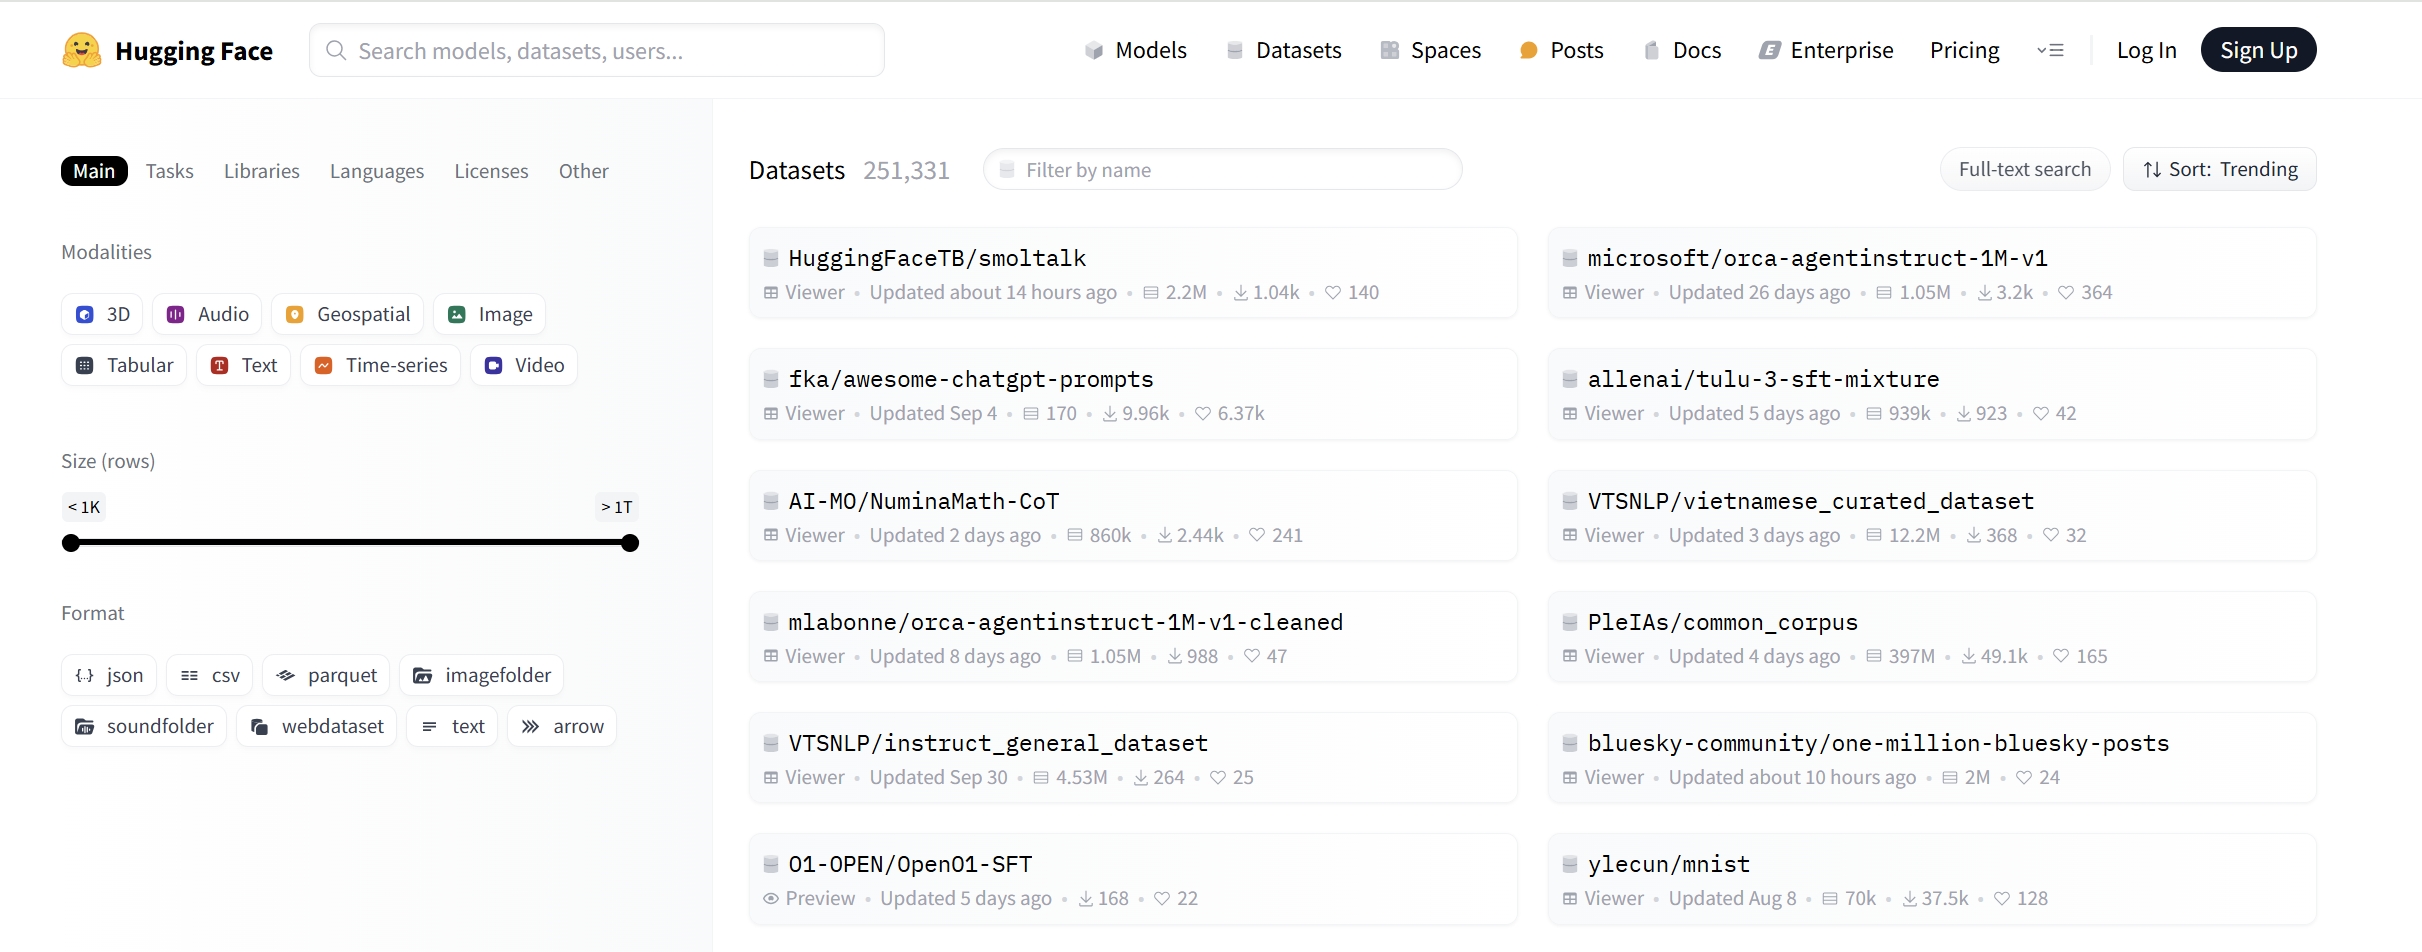 Hugging Face
Search models, datasets, users...
Models
Datasets
Spaces
Posts
Docs
Enterprise
Pricing
Log In
Sign Up
Main Tasks Libraries Languages Licenses Other
Modalities
3D Audio Geospatial Image
Tabular Text Time-series Video
Size (rows)
< 1K > 1T
Format
json csv parquet imagefolder
soundfolder webdataset text arrow
Datasets 251,331 Filter by name Full-text search Sort: Trending
HuggingFaceTB/smoltalk
Viewer • Updated about 14 hours ago • 2.2M • 1.04k • 140
microsoft/orca-agentinstruct-1M-v1
Viewer • Updated 26 days ago • 1.05M • 3.2k • 364
fka/awesome-chatgpt-prompts
Viewer • Updated Sep 4 • 170 • 9.96k • 6.37k
allenai/tulu-3-sft-mixture
Viewer • Updated 5 days ago • 939k • 923 • 42
AI-MO/NuminaMath-CoT
Viewer • Updated 2 days ago • 860k • 2.44k • 241
VTSNLP/vietnamese_curated_dataset
Viewer • Updated 3 days ago • 12.2M • 368 • 32
mlabonne/orca-agentinstruct-1M-v1-cleaned
Viewer • Updated 8 days ago • 1.05M • 988 • 47
PleIAs/common_corpus
Viewer • Updated 4 days ago • 397M • 49.1k • 165
VTSNLP/instruct_general_dataset
Viewer • Updated Sep 30 • 4.53M • 264 • 25
bluesky-community/one-million-bluesky-posts
Viewer • Updated about 10 hours ago • 2M • 24
O1-OPEN/OpenO1-SFT
Preview • Updated 5 days ago • 168 • 22
ylecun/mnist
Viewer • Updated Aug 8 • 70k • 37.5k • 128